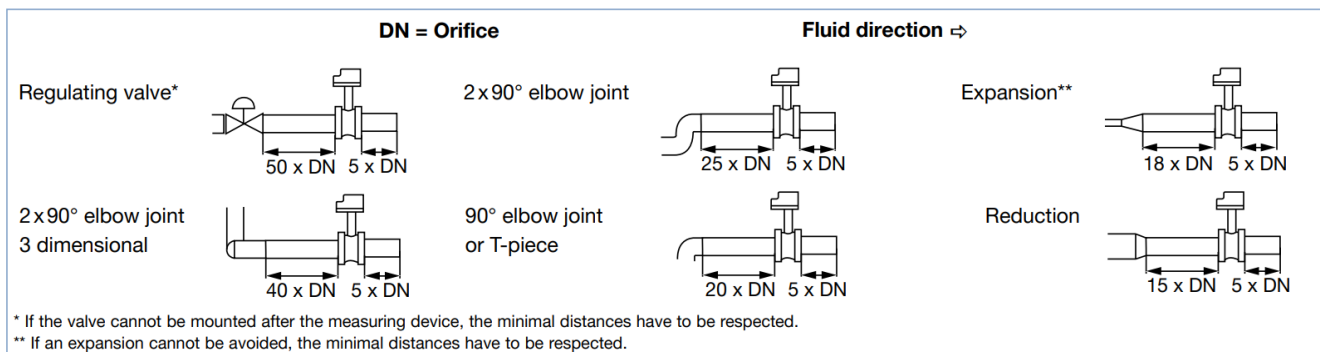 DN = Orifice
Fluid direction ⇨
Regulating valve*
50 x DN 5 x DN
2 x 90° elbow joint
25 x DN 5 x DN
Expansion**
18 x DN 5 x DN
2 x 90° elbow joint
3 dimensional
40 x DN 5 x DN
90° elbow joint
or T-piece
20 x DN 5 x DN
Reduction
15 x DN 5 x DN
* If the valve cannot be mounted after the measuring device, the minimal distances have to be respected.
** If an expansion cannot be avoided, the minimal distances have to be respected.